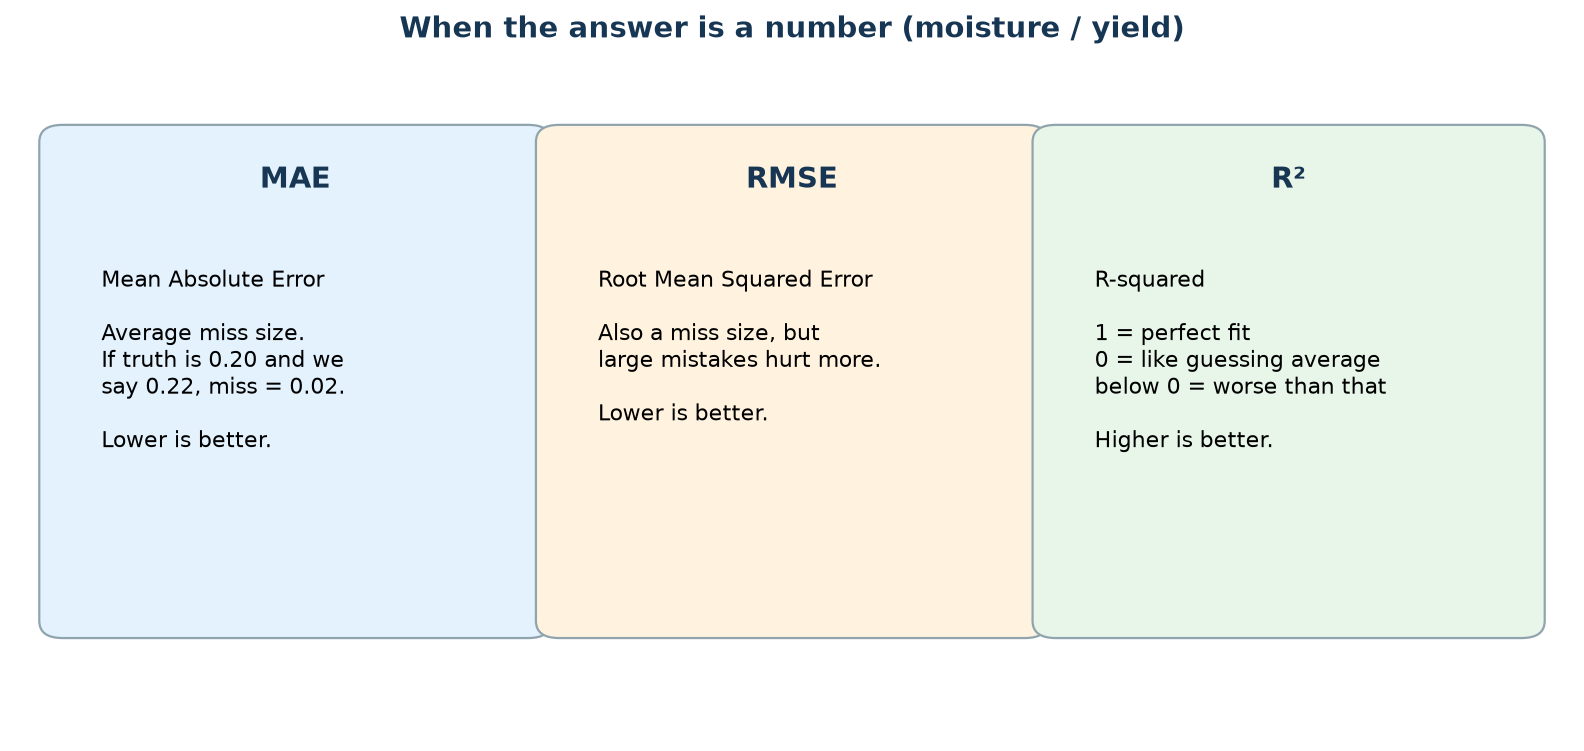 When the answer is a number (moisture / yield)
MAE
Mean Absolute Error
Average miss size.
If truth is 0.20 and we
say 0.22, miss = 0.02.
Lower is better.
RMSE
Root Mean Squared Error
Also a miss size, but
large mistakes hurt more.
Lower is better.
R²
R-squared
1 = perfect fit
0 = like guessing average
below 0 = worse than that
Higher is better.